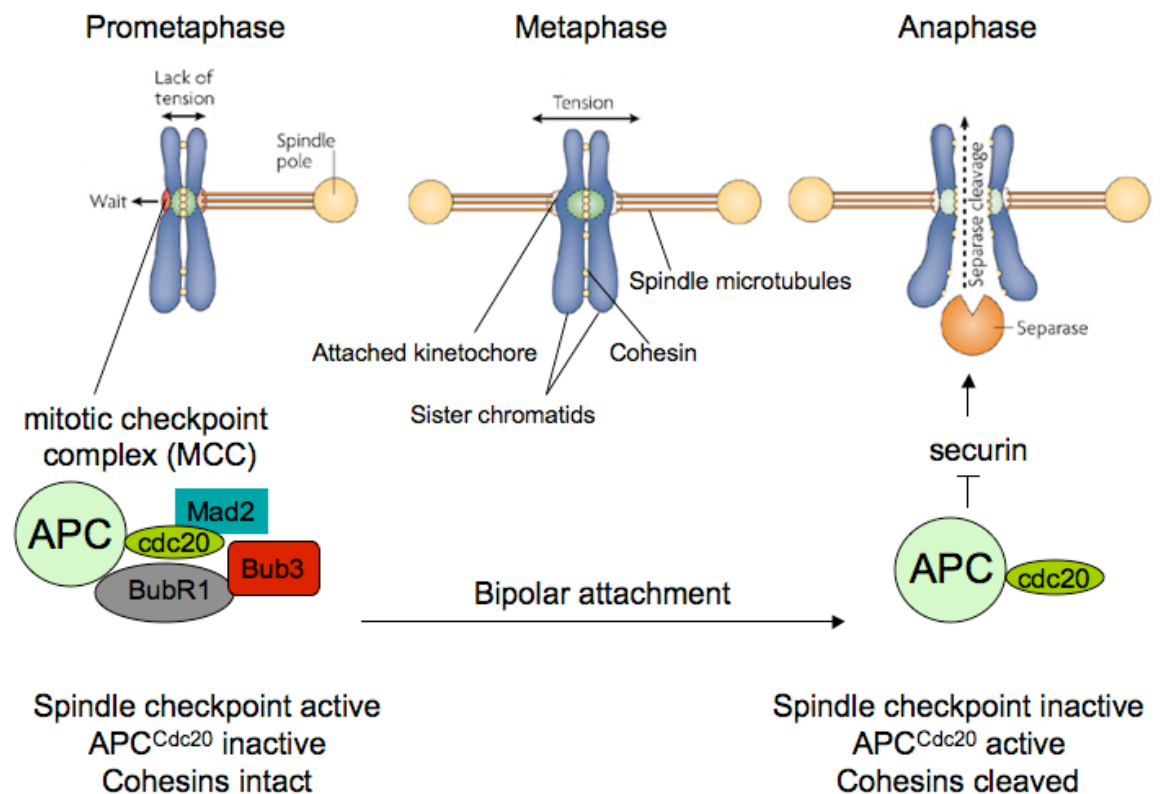 Prometaphase
Metaphase
Anaphase
Lack of
tension
Spindle
pole
Wait
Tension
Separase cleavage
Separase
Spindle microtubules
Attached kinetochore
Cohesin
Sister chromatids
mitotic checkpoint
complex (MCC)
APC
Mad2
cdc20
Bub3
BubR1
Bipolar attachment
securin
APC
cdc20
Spindle checkpoint active
APCCdc20 inactive
Cohesins intact
Spindle checkpoint inactive
APCCdc20 active
Cohesins cleaved